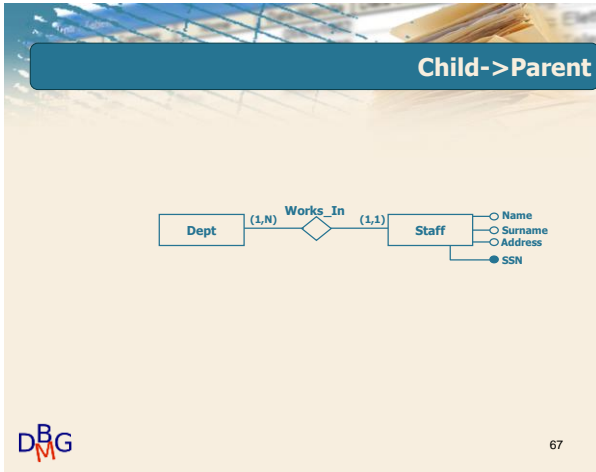 Child->Parent
Works_In
(1,N)
(1,1)
Dept
Staff
Name
Surname
Address
SSN
DBMG
67